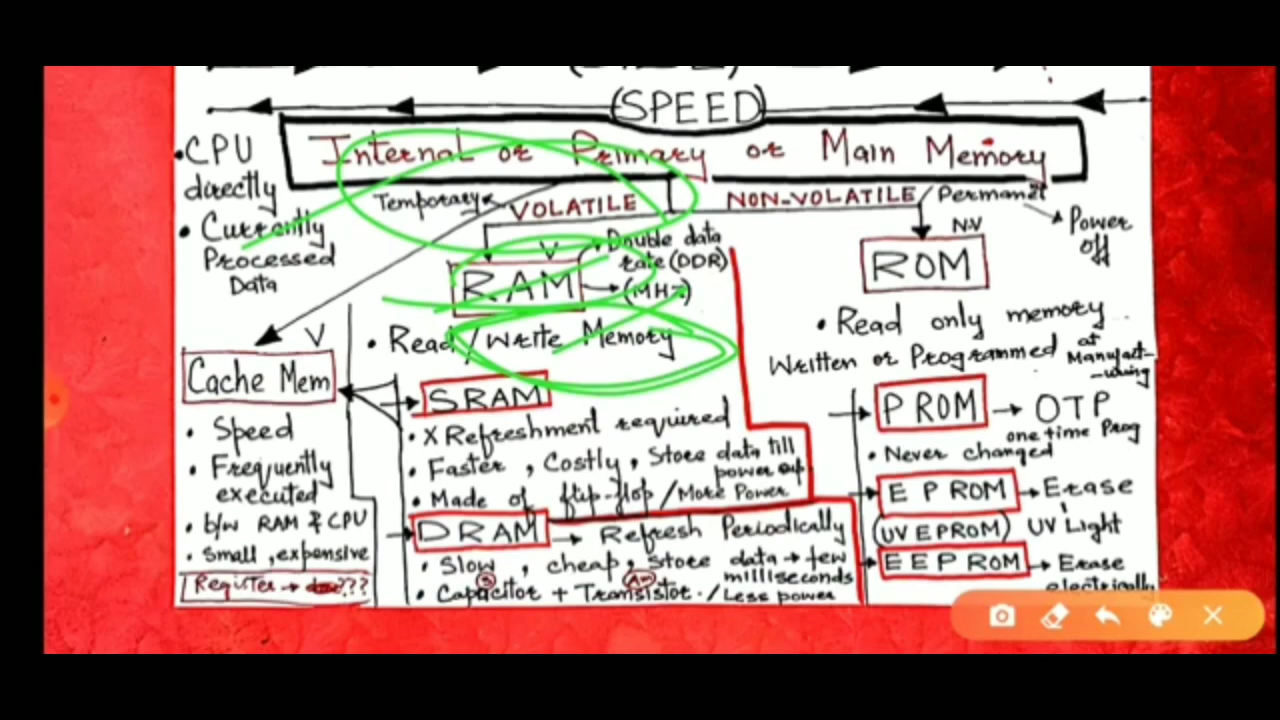 (SPEED)
Internal or Primary or Main Memory
• CPU
directly
• Currently
Processed
Data
Temporary
VOLATILE
NON-VOLATILE / Permanet
Power
off
V
RAM
Double data
rate (DDR)
(MHz)
N.V
ROM
• Read / Write Memory
• Read only memory
Written or Programmed at
Manufact-
-uring
V
Cache Mem
• Speed
• Frequently
executed
• b/w RAM & CPU
• Small, expensive
Register → ???
SRAM
• X Refreshment required
• Faster, Costly, Store data till
power off
• Made of flip-flop / More Power
DRAM → Refresh Periodically
• Slow, cheap, Store data → few
milliseconds
• Capacitor + Transistor / Less power
PROM → OTP
one time Prog
• Never changed
EPROM → Erase
(UV EPROM) UV Light
EEPROM → Erase
electrically